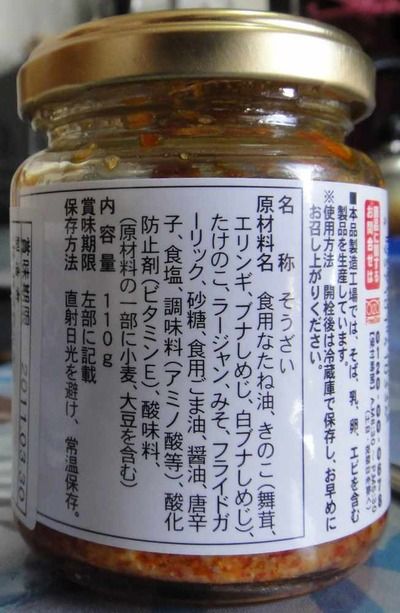 ■本品製造工場では、そば、乳、卵、エビを含む
製品を生産しています。
※使用方法　開栓後は冷蔵庫で保存し、お早めに
お召し上がりください。
名　　称　そうざい
原材料名　食用なたね油、きのこ（舞茸、
エリンギ、ブナしめじ、白ブナしめじ）、
たけのこ、ラージャン、みそ、フライドガ
ーリック、砂糖、食用ごま油、醤油、唐辛
子、食塩、調味料（アミノ酸等）、酸化
防止剤（ビタミンE）、酸味料、
（原材料の一部に小麦、大豆を含む）
内 容 量　110g
賞味期限　左部に記載
保存方法　直射日光を避け、常温保存。
賞味期限
2011.03.30